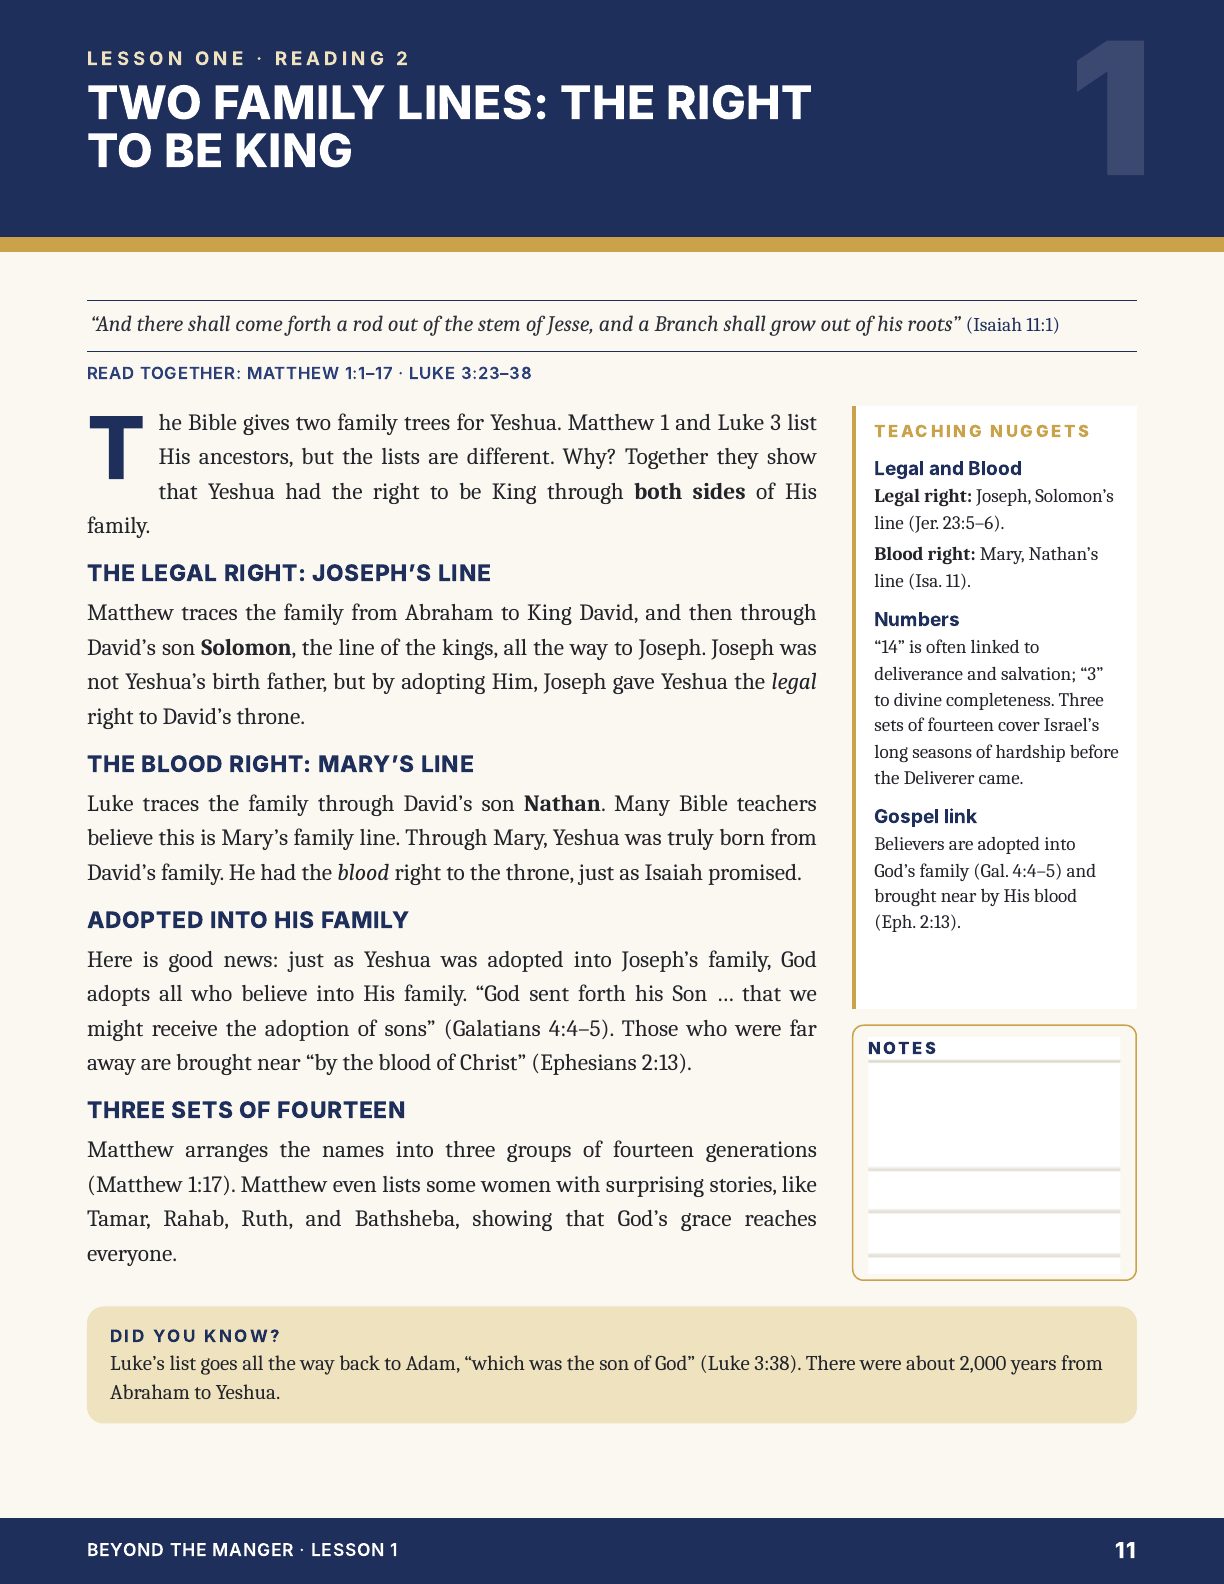 LESSON ONE · READING 2
1
TWO FAMILY LINES: THE RIGHT
TO BE KING
“And there shall come forth a rod out of the stem of Jesse, and a Branch shall grow out of his roots” (Isaiah 11:1)
READ TOGETHER: MATTHEW 1:1–17 · LUKE 3:23–38
The Bible gives two family trees for Yeshua. Matthew 1 and Luke 3 list
His ancestors, but the lists are different. Why? Together they show
that Yeshua had the right to be King through both sides of His
family.
THE LEGAL RIGHT: JOSEPH’S LINE
Matthew traces the family from Abraham to King David, and then through
David’s son Solomon, the line of the kings, all the way to Joseph. Joseph was
not Yeshua’s birth father, but by adopting Him, Joseph gave Yeshua the legal
right to David’s throne.
THE BLOOD RIGHT: MARY’S LINE
Luke traces the family through David’s son Nathan. Many Bible teachers
believe this is Mary’s family line. Through Mary, Yeshua was truly born from
David’s family. He had the blood right to the throne, just as Isaiah promised.
ADOPTED INTO HIS FAMILY
Here is good news: just as Yeshua was adopted into Joseph’s family, God
adopts all who believe into His family. “God sent forth his Son … that we
might receive the adoption of sons” (Galatians 4:4–5). Those who were far
away are brought near “by the blood of Christ” (Ephesians 2:13).
THREE SETS OF FOURTEEN
Matthew arranges the names into three groups of fourteen generations
(Matthew 1:17). Matthew even lists some women with surprising stories, like
Tamar, Rahab, Ruth, and Bathsheba, showing that God’s grace reaches
everyone.
TEACHING NUGGETS
Legal and Blood
Legal right: Joseph, Solomon’s
line (Jer. 23:5–6).
Blood right: Mary, Nathan’s
line (Isa. 11).
Numbers
“14” is often linked to
deliverance and salvation; “3”
to divine completeness. Three
sets of fourteen cover Israel’s
long seasons of hardship before
the Deliverer came.
Gospel link
Believers are adopted into
God’s family (Gal. 4:4–5) and
brought near by His blood
(Eph. 2:13).
NOTES
DID YOU KNOW?
Luke’s list goes all the way back to Adam, “which was the son of God” (Luke 3:38). There were about 2,000 years from
Abraham to Yeshua.
BEYOND THE MANGER · LESSON 1
11